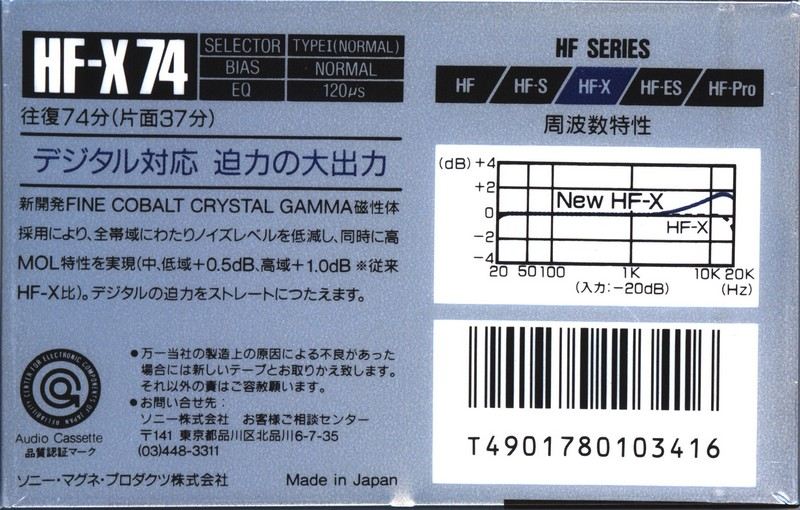 HF-X 74
SELECTOR TYPEI(NORMAL)
BIAS NORMAL
EQ 120μs
往復74分(片面37分)
デジタル対応 迫力の大出力
新開発FINE COBALT CRYSTAL GAMMA磁性体
採用により、全帯域にわたりノイズレベルを低減し、同時に高
MOL特性を実現(中、低域+0.5dB、高域+1.0dB ※従来
HF-X比)。デジタルの迫力をストレートにつたえます。
CENTER FOR ELECTRONIC COMPONENTS OF JAPAN RELIABILITY
Audio Cassette
品質認証マーク
●万一当社の製造上の原因による不良があった
場合には新しいテープとお取りかえ致します。
それ以外の責はご容赦願います。
●お問い合せ先:
ソニー株式会社 お客様ご相談センター
〒141 東京都品川区北品川6-7-35
(03)448-3311
ソニー・マグネ・プロダクツ株式会社 Made in Japan
HF SERIES
HF HF-S HF-X HF-ES HF-Pro
周波数特性
(dB) +4
+2
0
-2
-4
New HF-X
HF-X
20 50 100 1K 10K 20K
(入力:-20dB) (Hz)
T4901780103416